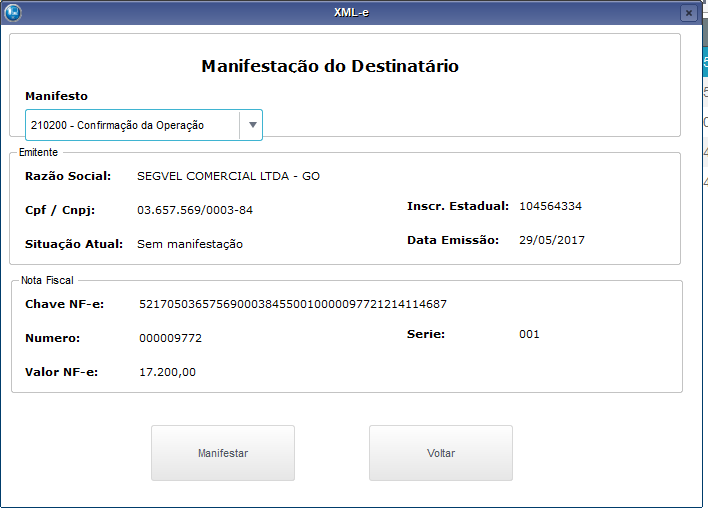 XML-e
Manifestação do Destinatário
Manifesto
210200 - Confirmação da Operação
Emitente
Razão Social: SEGVEL COMERCIAL LTDA - GO
Cpf / Cnpj: 03.657.569/0003-84 Inscr. Estadual: 104564334
Situação Atual: Sem manifestação Data Emissão: 29/05/2017
Nota Fiscal
Chave NF-e: 52170503657569000384550010000097721214114687
Numero: 000009772 Serie: 001
Valor NF-e: 17.200,00
Manifestar Voltar